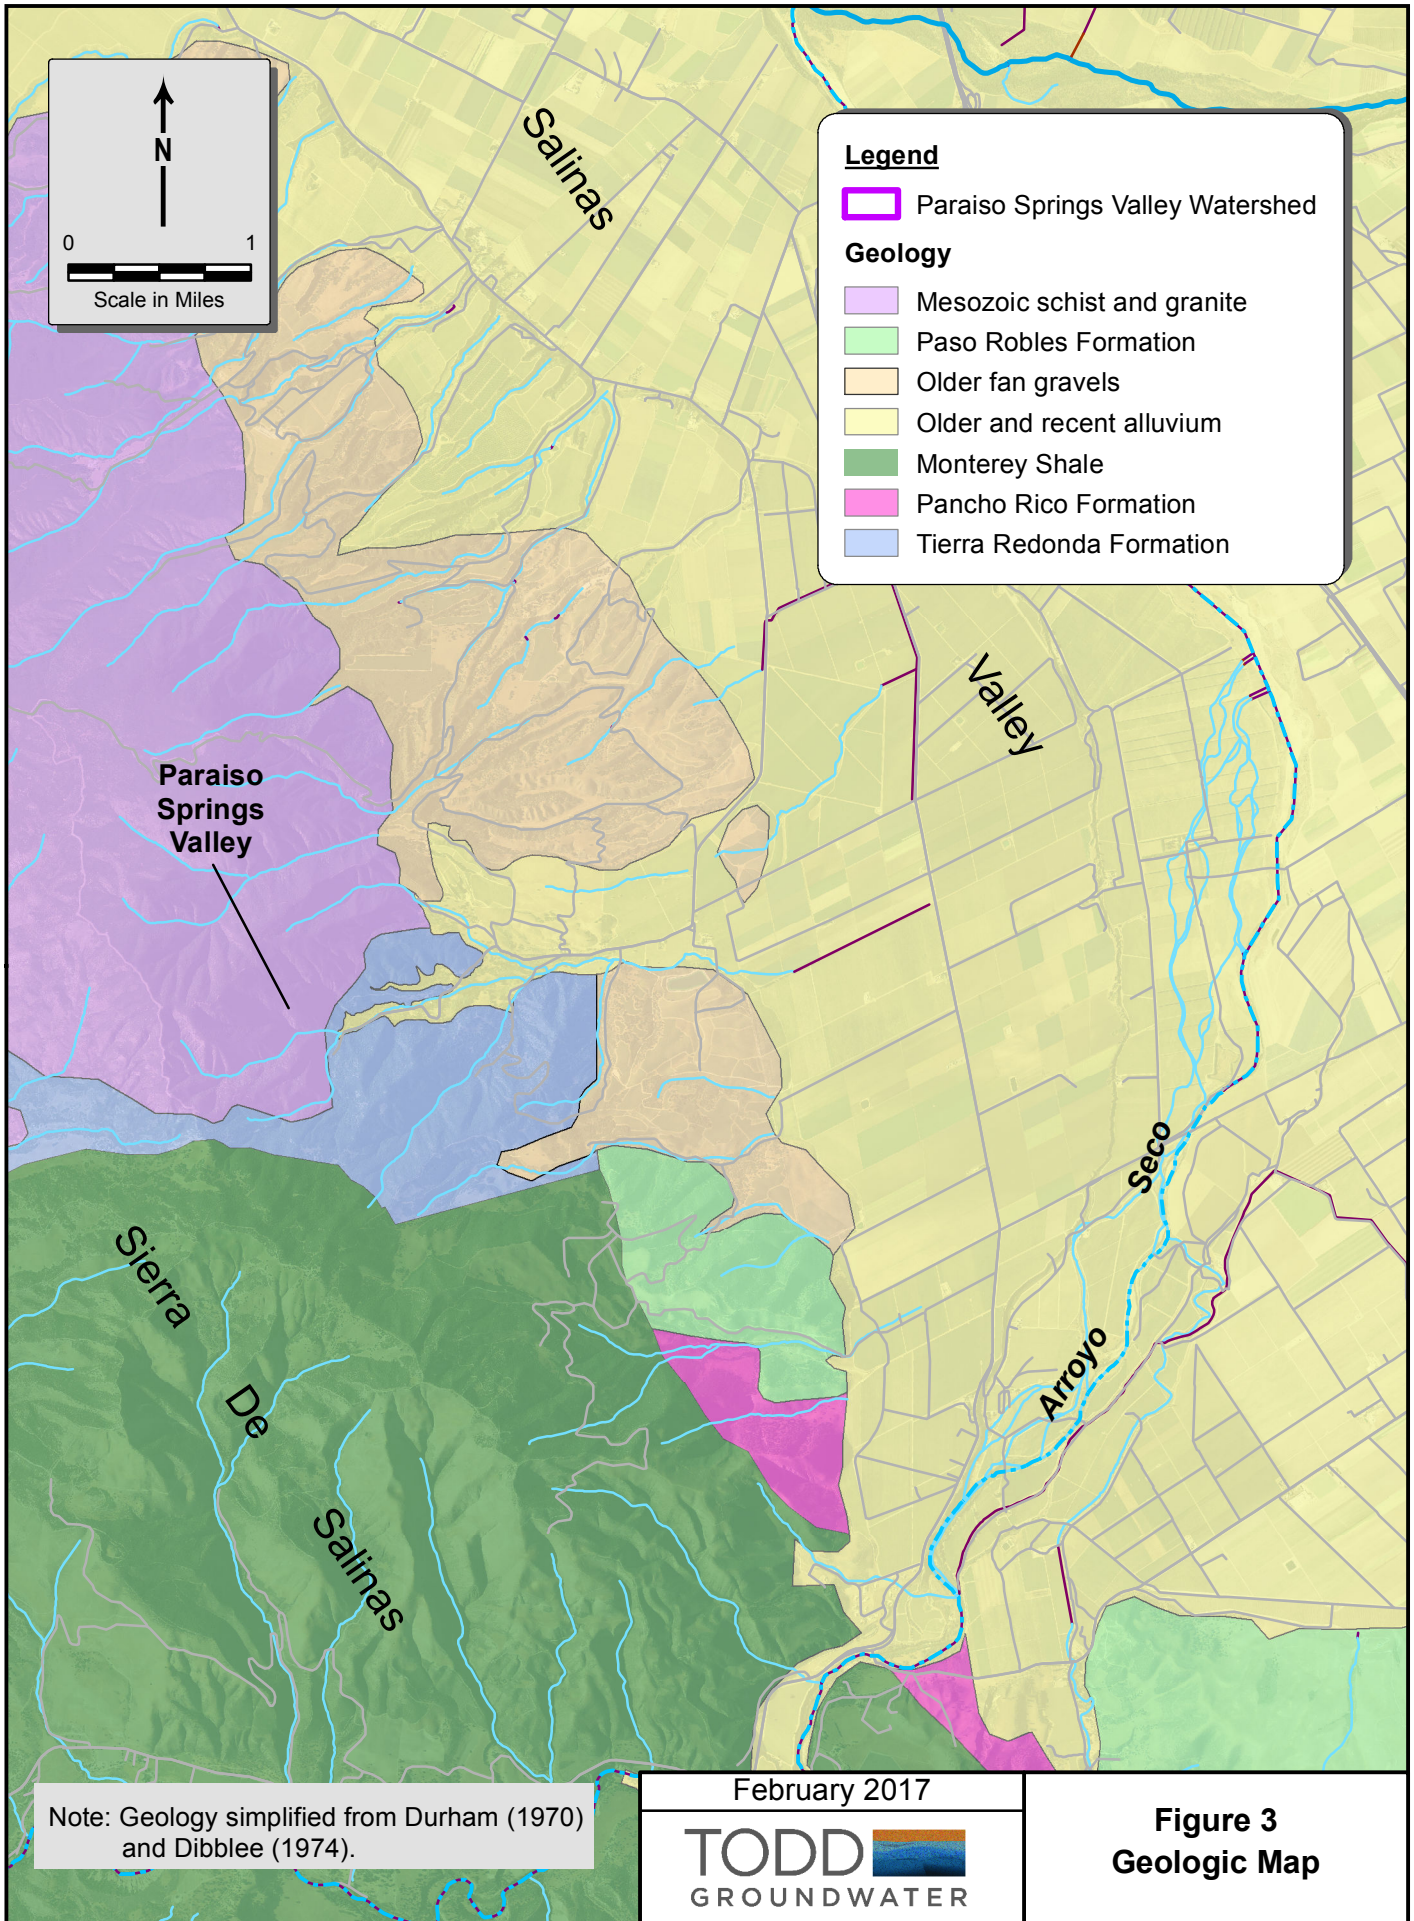 N
0 1
Scale in Miles
Salinas
Legend
Paraiso Springs Valley Watershed
Geology
Mesozoic schist and granite
Paso Robles Formation
Older fan gravels
Older and recent alluvium
Monterey Shale
Pancho Rico Formation
Tierra Redonda Formation
Valley
Paraiso
Springs
Valley
Seco
Arroyo
Sierra
De
Salinas
Note: Geology simplified from Durham (1970)
and Dibblee (1974).
February 2017
TODD
GROUNDWATER
Figure 3
Geologic Map